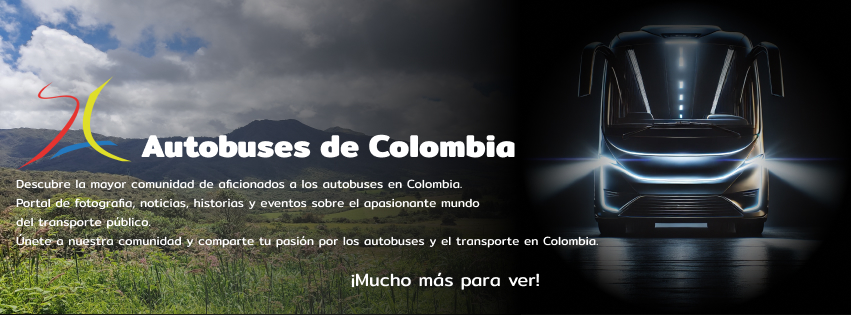 Autobuses de Colombia
Descubre la mayor comunidad de aficionados a los autobuses en Colombia.
Portal de fotografia, noticias, historias y eventos sobre el apasionante mundo
del transporte público.
Únete a nuestra comunidad y comparte tu pasión por los autobuses y el transporte en Colombia.
¡Mucho más para ver!